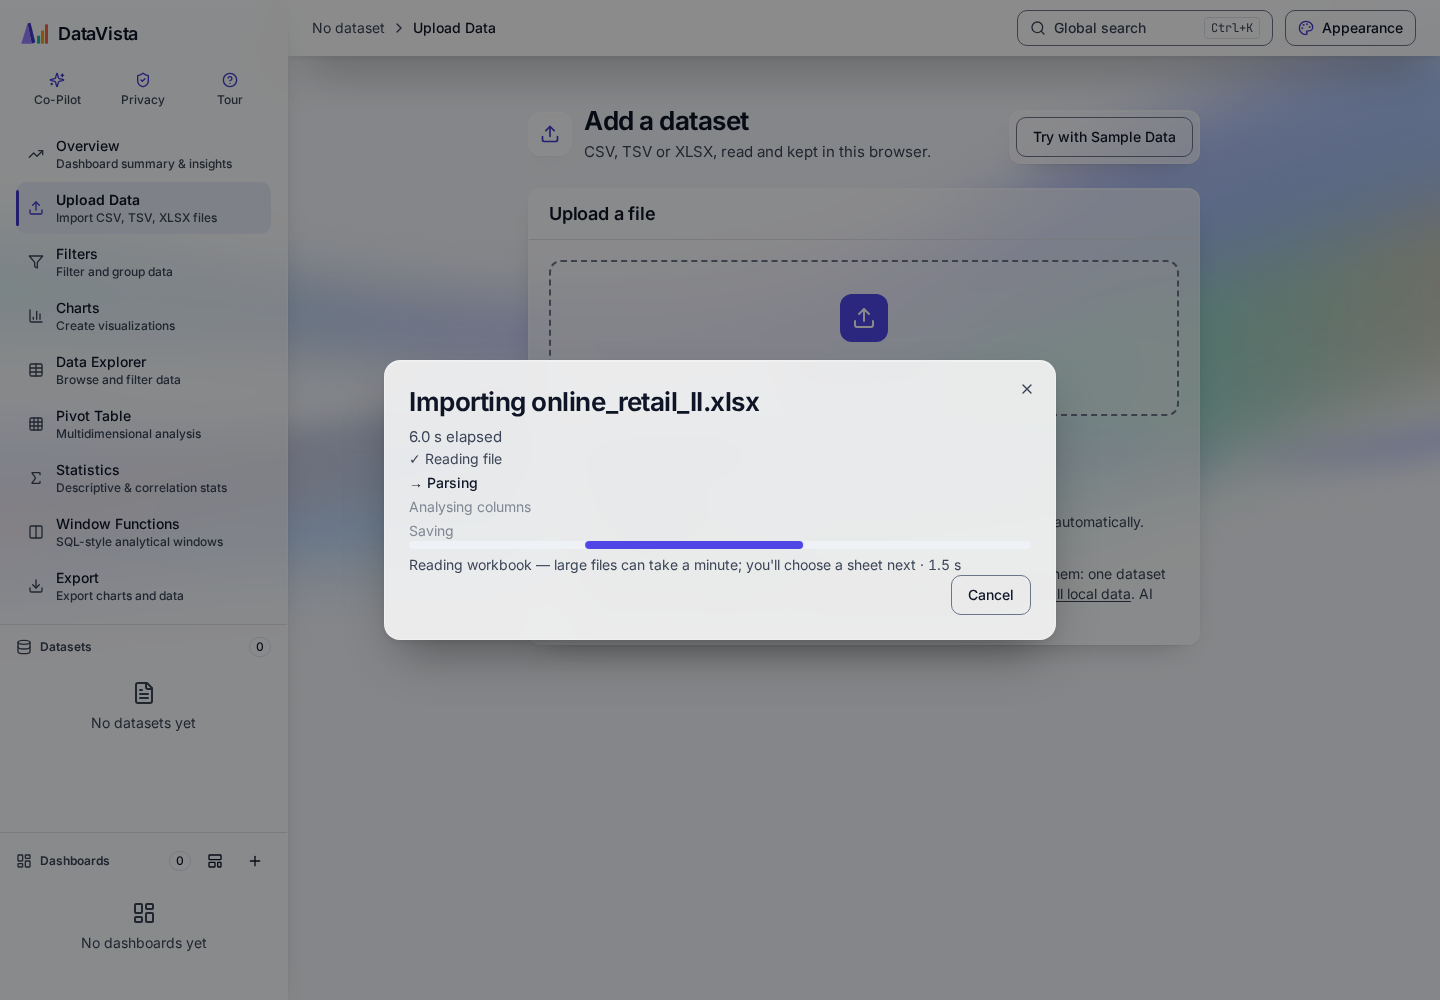 DataVista
Co-Pilot
Privacy
Tour
Overview
Dashboard summary & insights
Upload Data
Import CSV, TSV, XLSX files
Filters
Filter and group data
Charts
Create visualizations
Data Explorer
Browse and filter data
Pivot Table
Multidimensional analysis
Statistics
Descriptive & correlation stats
Window Functions
SQL-style analytical windows
Export
Export charts and data
Datasets
0
No datasets yet
Dashboards
0
No dashboards yet
No dataset
Upload Data
Global search
Ctrl+K
Appearance
Add a dataset
CSV, TSV or XLSX, read and kept in this browser.
Try with Sample Data
Upload a file
Importing online_retail_II.xlsx
6.0 s elapsed
✓ Reading file
→ Parsing
Analysing columns
Saving
Reading workbook — large files can take a minute; you'll choose a sheet next · 1.5 s
Cancel
automatically.
one dataset
local data. AI